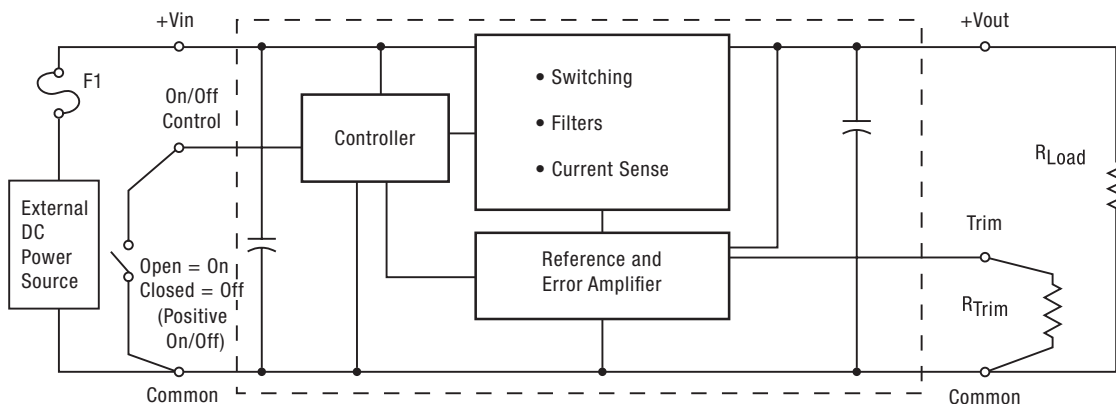 +Vin
+Vout
F1
On/Off
Control
Controller
• Switching
• Filters
• Current Sense
RLoad
External
DC
Power
Source
Open = On
Closed = Off
(Positive
On/Off)
Reference and
Error Amplifier
Trim
RTrim
Common
Common